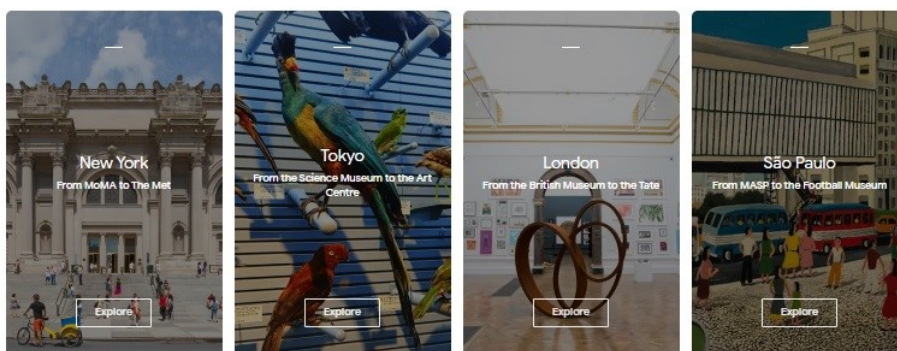 New York
From MoMA to The Met
Explore
Tokyo
From the Science Museum to the Art
Centre
Explore
London
From the British Museum to the Tate
Explore
São Paulo
From MASP to the Football Museum
Explore